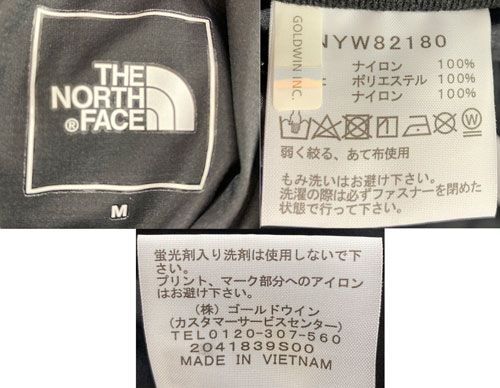 THE
NORTH
FACE
®
M
GOLDWIN INC.
NYW82180
ナイロン 100%
ポリエステル 100%
ナイロン 100%
弱く絞る、あて布使用
もみ洗いはお避け下さい。
洗濯の際は必ずファスナーを閉めた
状態で行って下さい。
蛍光剤入り洗剤は使用しないで下
さい。
プリント、マーク部分へのアイロン
はお避け下さい。
(株)ゴールドウイン
(カスタマーサービスセンター)
TEL0120-307-560
2041839S00
MADE IN VIETNAM